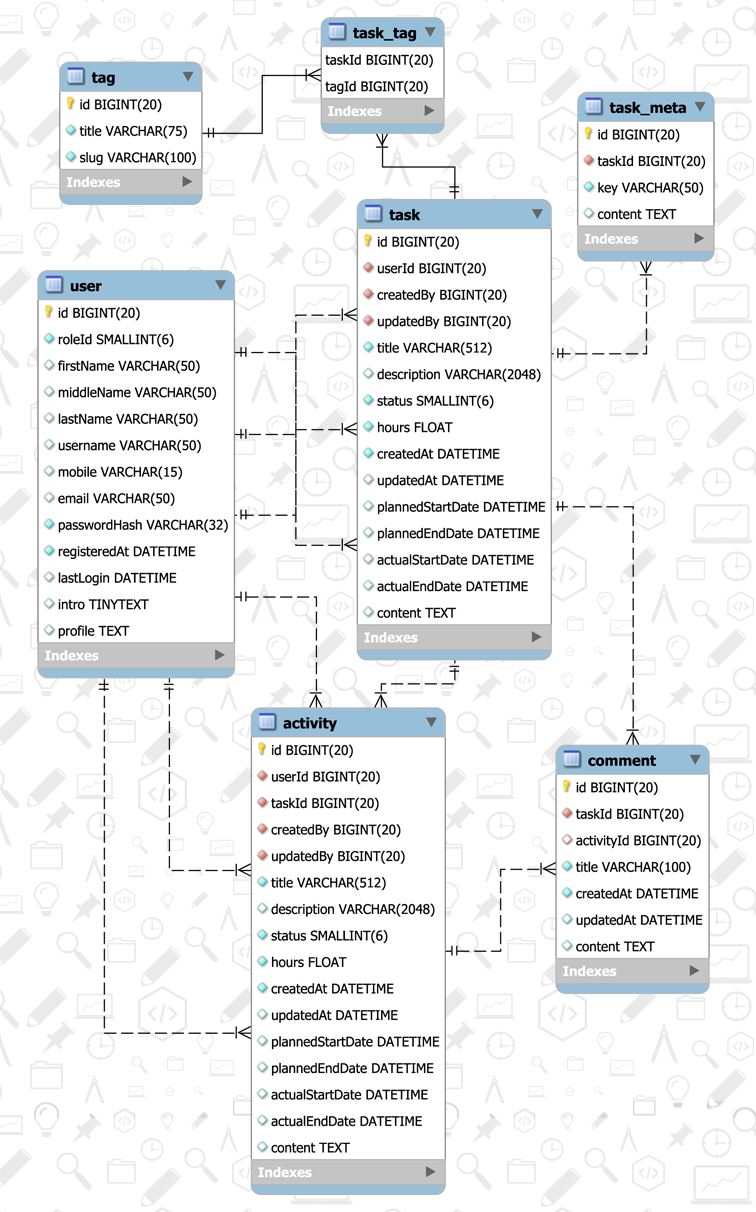 task_tag
taskId BIGINT(20)
tagId BIGINT(20)
Indexes
tag
id BIGINT(20)
title VARCHAR(75)
slug VARCHAR(100)
Indexes
task_meta
id BIGINT(20)
taskId BIGINT(20)
key VARCHAR(50)
content TEXT
Indexes
task
id BIGINT(20)
userId BIGINT(20)
createdBy BIGINT(20)
updatedBy BIGINT(20)
title VARCHAR(512)
description VARCHAR(2048)
status SMALLINT(6)
hours FLOAT
createdAt DATETIME
updatedAt DATETIME
plannedStartDate DATETIME
plannedEndDate DATETIME
actualStartDate DATETIME
actualEndDate DATETIME
content TEXT
Indexes
user
id BIGINT(20)
roleId SMALLINT(6)
firstName VARCHAR(50)
middleName VARCHAR(50)
lastName VARCHAR(50)
username VARCHAR(50)
mobile VARCHAR(15)
email VARCHAR(50)
passwordHash VARCHAR(32)
registeredAt DATETIME
lastLogin DATETIME
intro TINYTEXT
profile TEXT
Indexes
activity
id BIGINT(20)
userId BIGINT(20)
taskId BIGINT(20)
createdBy BIGINT(20)
updatedBy BIGINT(20)
title VARCHAR(512)
description VARCHAR(2048)
status SMALLINT(6)
hours FLOAT
createdAt DATETIME
updatedAt DATETIME
plannedStartDate DATETIME
plannedEndDate DATETIME
actualStartDate DATETIME
actualEndDate DATETIME
content TEXT
Indexes
comment
id BIGINT(20)
taskId BIGINT(20)
activityId BIGINT(20)
title VARCHAR(100)
createdAt DATETIME
updatedAt DATETIME
content TEXT
Indexes